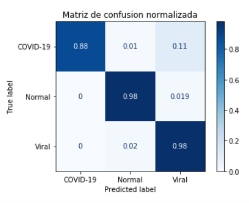 Matriz de confusion normalizada
COVID-19 0.88 0.01 0.11
Normal 0 0.98 0.019
Viral 0 0.02 0.98
COVID-19 Normal Viral
Predicted label
True label
0.8
0.6
0.4
0.2
0.0